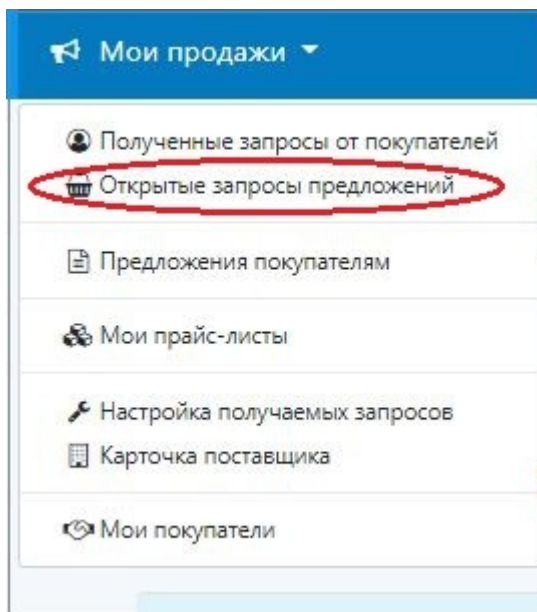 Мои продажи
Полученные запросы от покупателей
Открытые запросы предложений
Предложения покупателям
Мои прайс-листы
Настройка получаемых запросов
Карточка поставщика
Мои покупатели